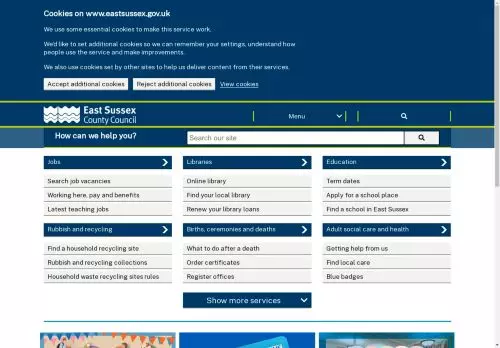 Cookies on www.eastsussex.gov.uk
We use some essential cookies to make this service work.
We'd like to set additional cookies so we can remember your settings, understand how
people use the service and make improvements.
We also use cookies set by other sites to help us deliver content from their services.
Accept additional cookies Reject additional cookies View cookies
East Sussex
County Council
Menu
How can we help you?
Search our site
Jobs
Libraries
Education
Search job vacancies
Online library
Term dates
Working here, pay and benefits
Find your local library
Apply for a school place
Latest teaching jobs
Renew your library loans
Find a school in East Sussex
Rubbish and recycling
Births, ceremonies and deaths
Adult social care and health
Find a household recycling site
What to do after a death
Getting help from us
Rubbish and recycling collections
Order certificates
Find local care
Household waste recycling sites rules
Register offices
Blue badges
Show more services